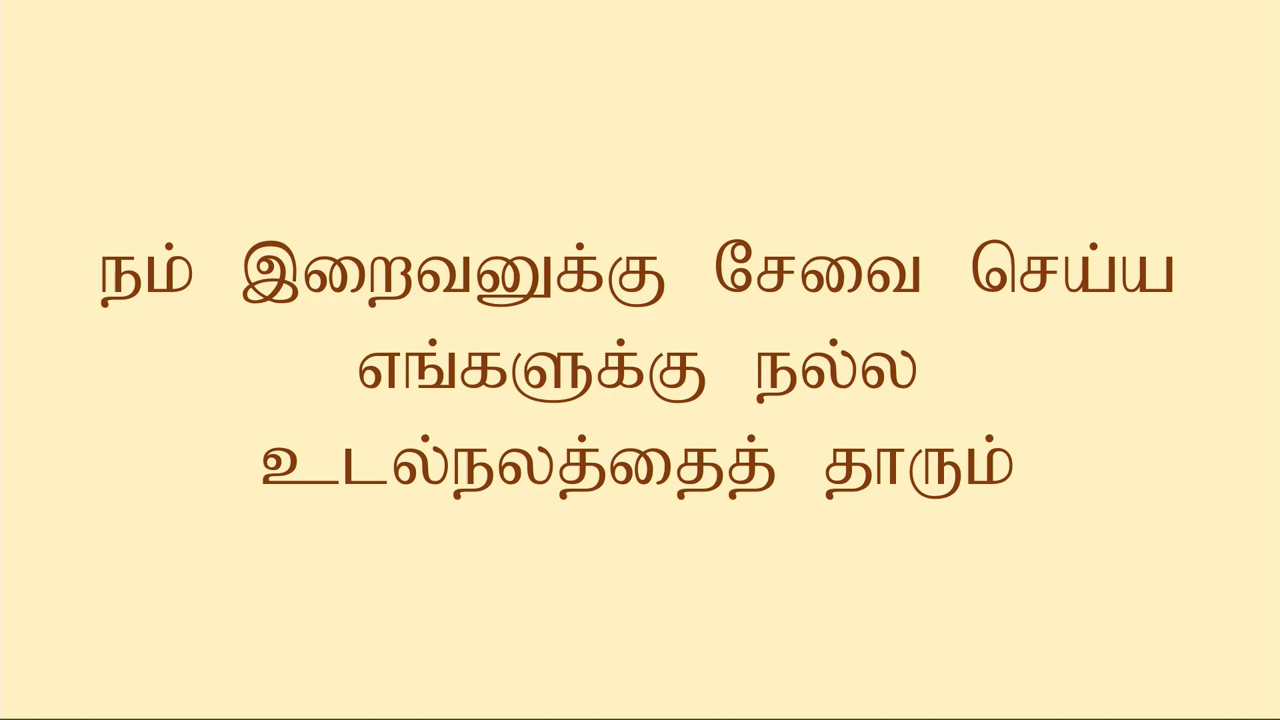 நம் இறைவனுக்கு சேவை செய்ய
எங்களுக்கு நல்ல
உடல்நலத்தைத் தாரும்